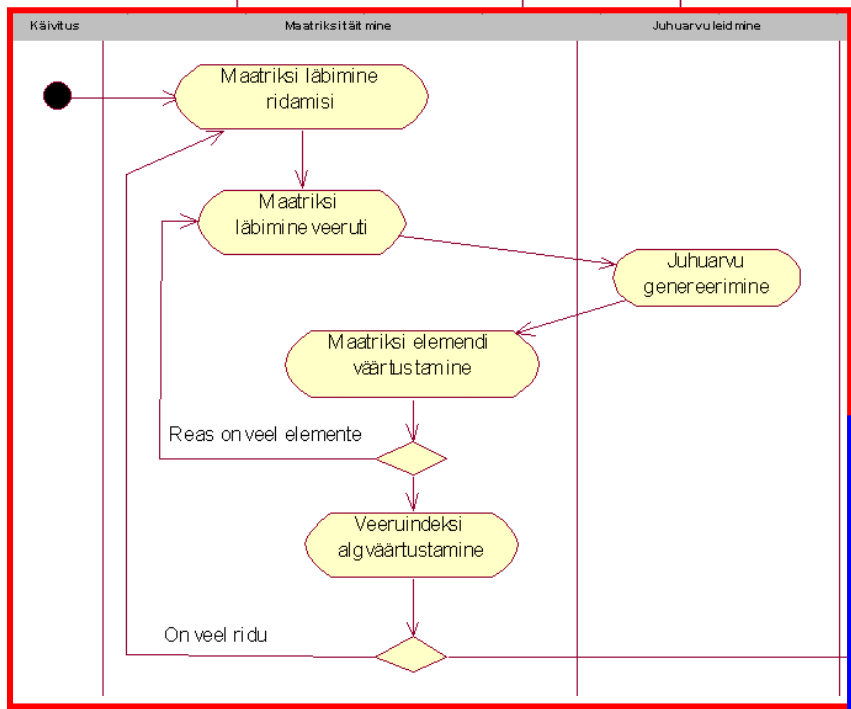 Käivitus
Maatriksi täitmine
Juhuarvu leidmine
Maatriksi läbimine
ridamisi
Maatriksi
läbimine veeruti
Juhuarvu
genereerimine
Maatriksi elemendi
väärtustamine
Reas on veel elemente
Veeruindeksi
algväärtustamine
On veel ridu